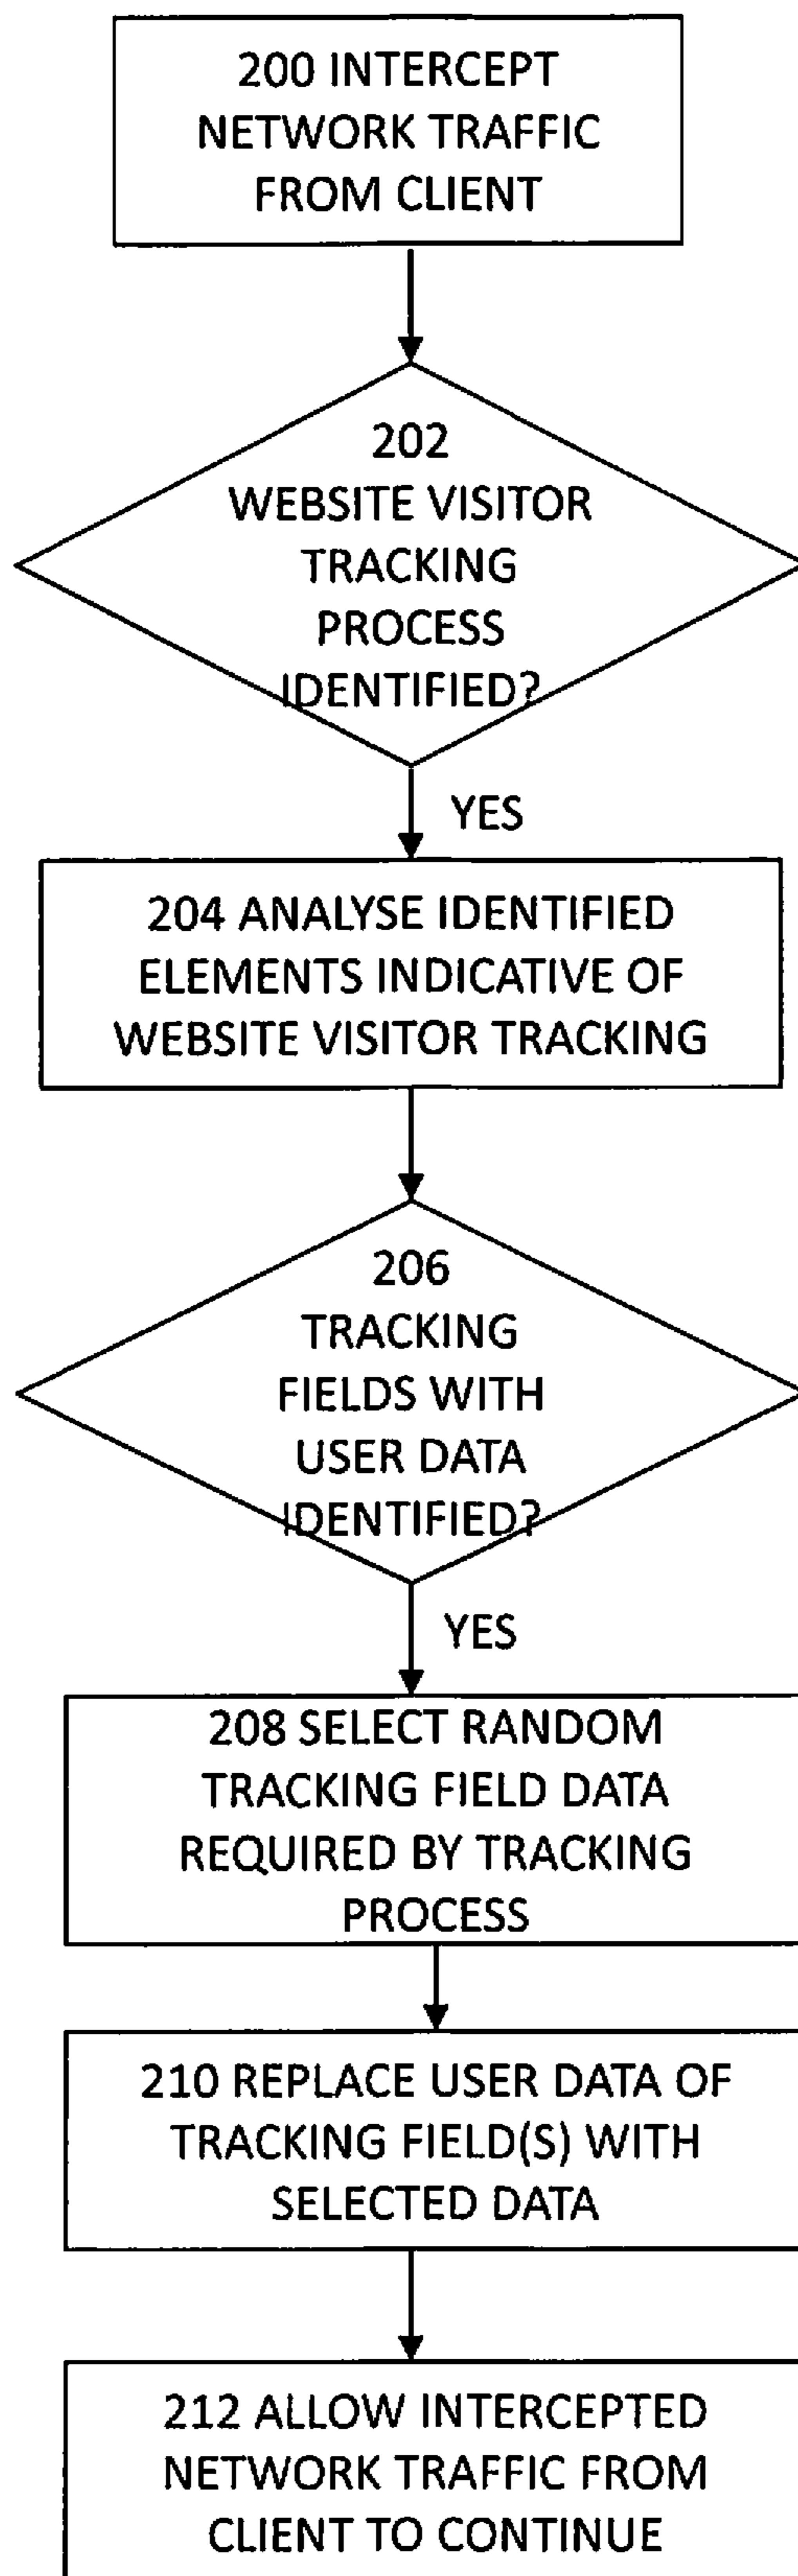 200 INTERCEPT
NETWORK TRAFFIC
FROM CLIENT
202
WEBSITE VISITOR
TRACKING
PROCESS
IDENTIFIED?
YES
204 ANALYSE IDENTIFIED
ELEMENTS INDICATIVE OF
WEBSITE VISITOR TRACKING
206
TRACKING
FIELDS WITH
USER DATA
IDENTIFIED?
YES
208 SELECT RANDOM
TRACKING FIELD DATA
REQUIRED BY TRACKING
PROCESS
210 REPLACE USER DATA OF
TRACKING FIELD(S) WITH
SELECTED DATA
212 ALLOW INTERCEPTED
NETWORK TRAFFIC FROM
CLIENT TO CONTINUE